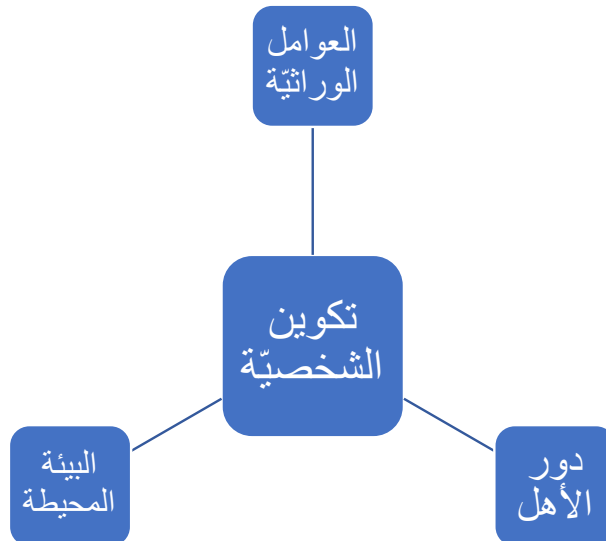 العوامل
الوراثيّة
تكوين
الشخصيّة
دور
الأهل
البيئة
المحيطة